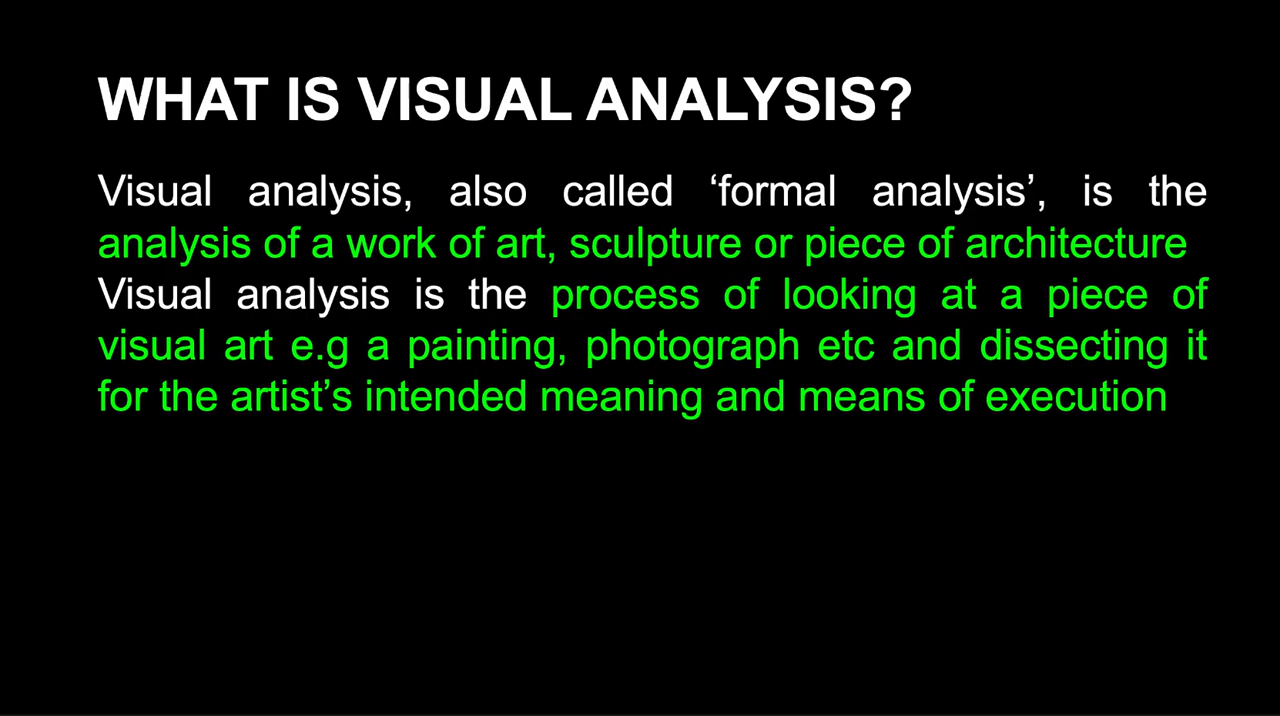 WHAT IS VISUAL ANALYSIS?
Visual analysis, also called ‘formal analysis’, is the
analysis of a work of art, sculpture or piece of architecture
Visual analysis is the process of looking at a piece of
visual art e.g a painting, photograph etc and dissecting it
for the artist’s intended meaning and means of execution